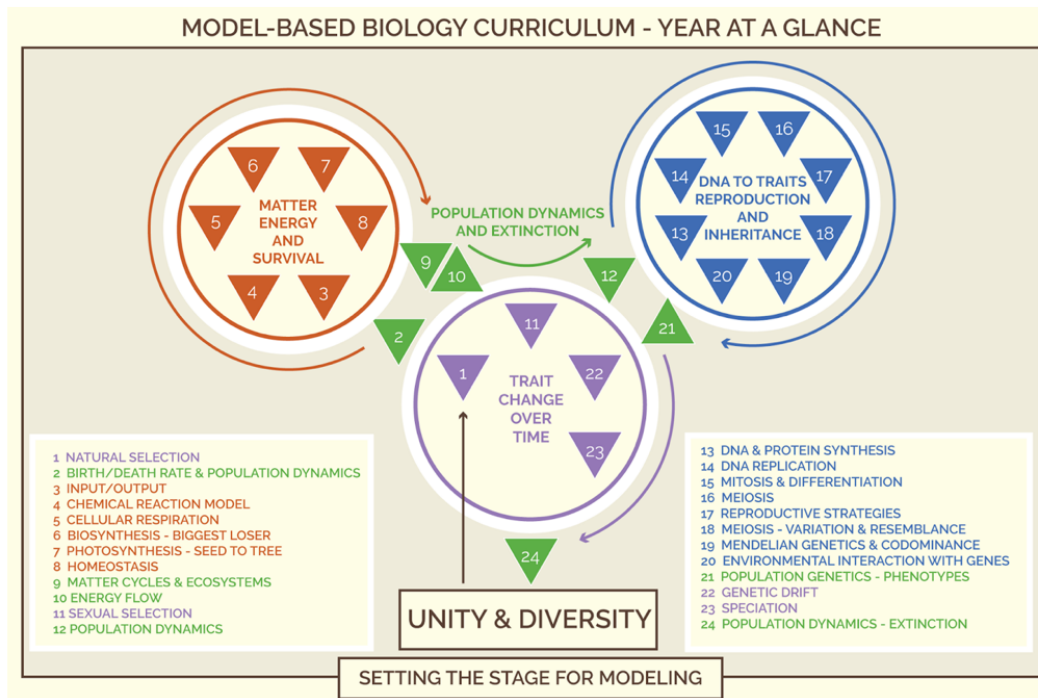 MODEL-BASED BIOLOGY CURRICULUM - YEAR AT A GLANCE
6
7
5
MATTER
ENERGY
AND
SURVIVAL
8
4
3
POPULATION DYNAMICS
AND EXTINCTION
15
16
14
DNA TO TRAITS
REPRODUCTION
AND
INHERITANCE
17
13
18
20
19
9
10
12
2
21
11
1
TRAIT
CHANGE
OVER
TIME
22
23
24
1 NATURAL SELECTION
2 BIRTH/DEATH RATE & POPULATION DYNAMICS
3 INPUT/OUTPUT
4 CHEMICAL REACTION MODEL
5 CELLULAR RESPIRATION
6 BIOSYNTHESIS - BIGGEST LOSER
7 PHOTOSYNTHESIS - SEED TO TREE
8 HOMEOSTASIS
9 MATTER CYCLES & ECOSYSTEMS
10 ENERGY FLOW
11 SEXUAL SELECTION
12 POPULATION DYNAMICS
13 DNA & PROTEIN SYNTHESIS
14 DNA REPLICATION
15 MITOSIS & DIFFERENTIATION
16 MEIOSIS
17 REPRODUCTIVE STRATEGIES
18 MEIOSIS - VARIATION & RESEMBLANCE
19 MENDELIAN GENETICS & CODOMINANCE
20 ENVIRONMENTAL INTERACTION WITH GENES
21 POPULATION GENETICS - PHENOTYPES
22 GENETIC DRIFT
23 SPECIATION
24 POPULATION DYNAMICS - EXTINCTION
UNITY & DIVERSITY
SETTING THE STAGE FOR MODELING